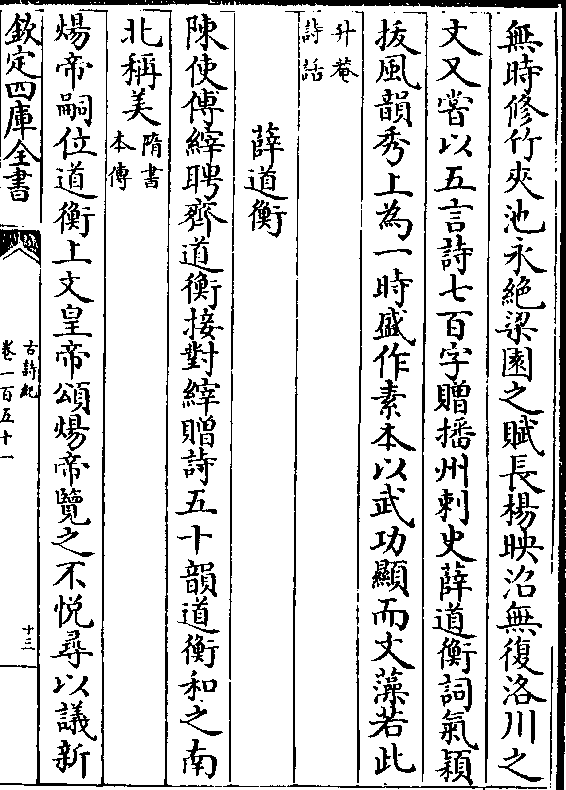 無時修竹夾池永絕梁園之賦長楊映沼無復洛川之
文又嘗以五言詩七百字贈播州刺史薛道衡詞氣穎
拔風韻秀上為一時盛作素本以武功顯而文藻若此
升菴
詩話
薛道衡
陳使傅縡聘齊道衡接對縡贈詩五十韻道衡和之南
北稱美隋書
本傳
煬帝嗣位道衡上文皇帝頌煬帝覽之不悅尋以議新
欽定四庫全書
古詩紀
卷一百五十一
十三